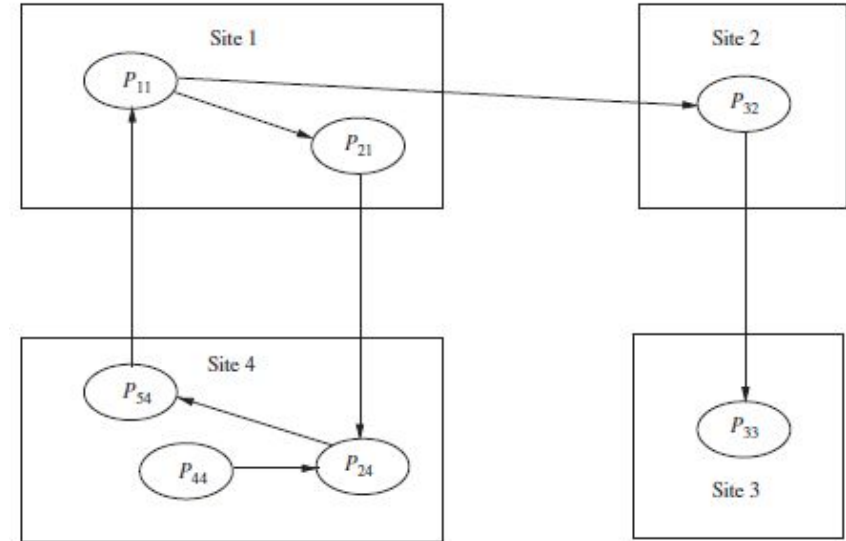 Site 1
Site 2
P₁₁
P₃₂
P₂₁
Site 4
P₅₄
P₃₃
P₄₄
P₂₄
Site 3